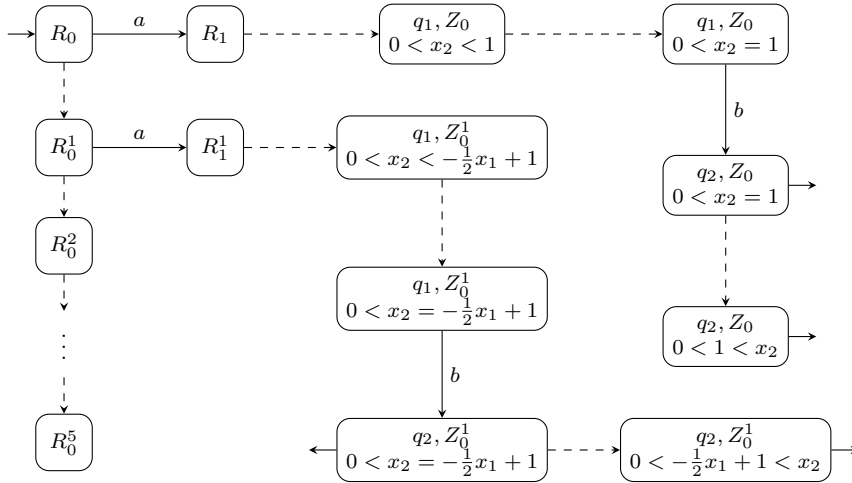 R_0 a R_1
q_1, Z_0
0 < x_2 < 1
q_1, Z_0
0 < x_2 = 1
b
R_0^1 a R_1^1
q_1, Z_0^1
0 < x_2 < -\frac{1}{2}x_1 + 1
q_2, Z_0
0 < x_2 = 1
R_0^2
q_1, Z_0^1
0 < x_2 = -\frac{1}{2}x_1 + 1
q_2, Z_0
0 < 1 < x_2
⋮
b
R_0^5
q_2, Z_0^1
0 < x_2 = -\frac{1}{2}x_1 + 1
q_2, Z_0^1
0 < -\frac{1}{2}x_1 + 1 < x_2